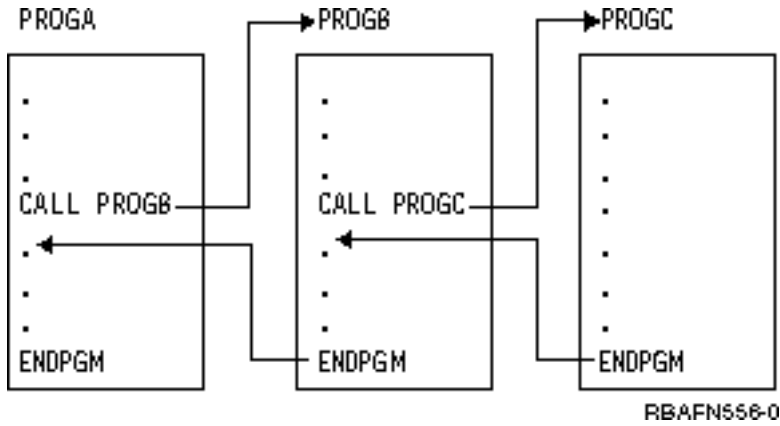 PROGA
PROGB
PROGC
CALL PROGB
CALL PROGC
ENDPGM
ENDPGM
ENDPGM
RBAFN556-0